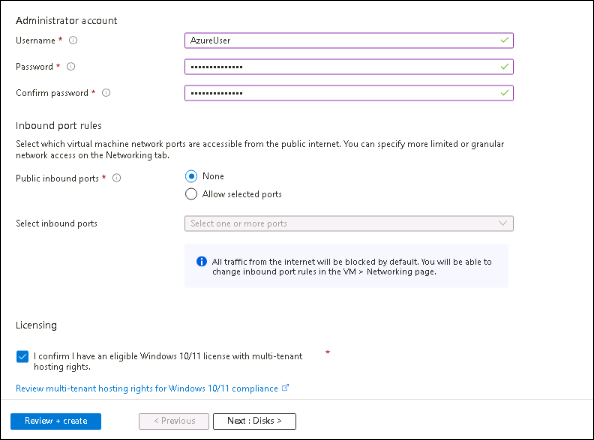 Administrator account
Username *
AzureUser
Password *
••••••••••••••
Confirm password *
••••••••••••••
Inbound port rules
Select which virtual machine network ports are accessible from the public internet. You can specify more limited or granular
network access on the Networking tab.
Public inbound ports *
None
Allow selected ports
Select inbound ports
Select one or more ports
All traffic from the internet will be blocked by default. You will be able to
change inbound port rules in the VM > Networking page.
Licensing
I confirm I have an eligible Windows 10/11 license with multi-tenant *
hosting rights.
Review multi-tenant hosting rights for Windows 10/11 compliance
Review + create
< Previous
Next : Disks >